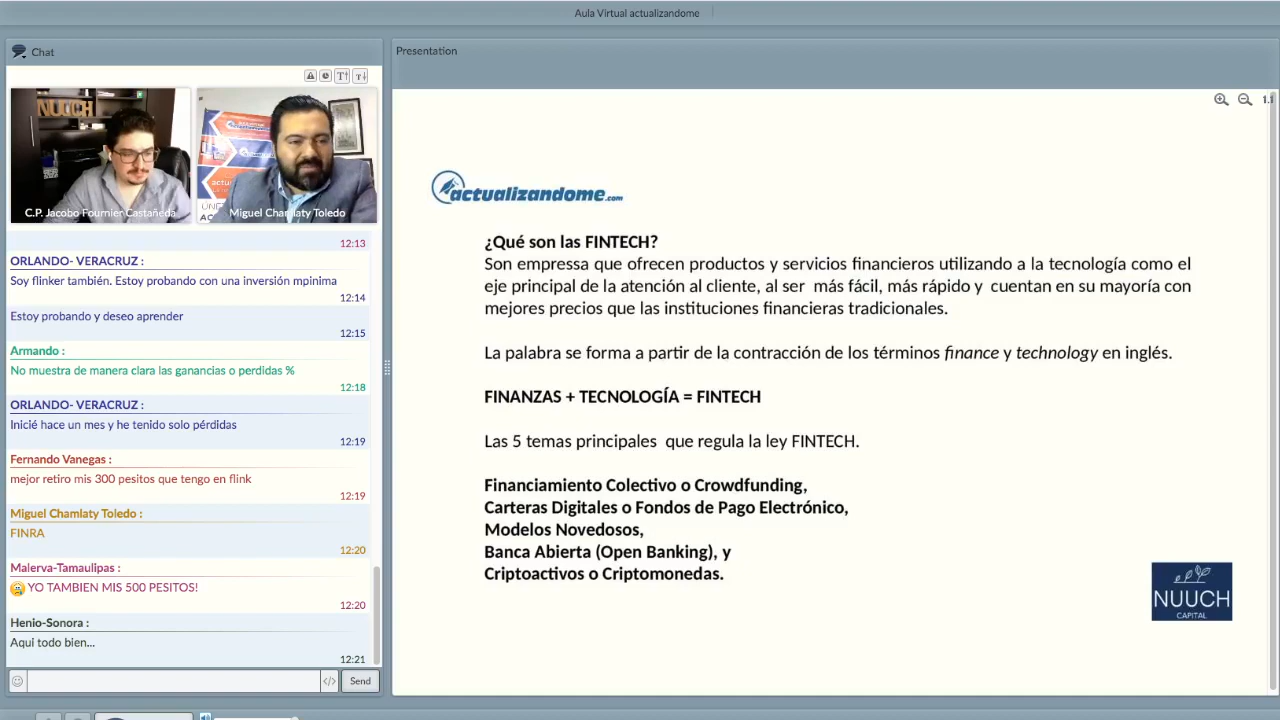 Aula Virtual actualizandome
Chat
NUUCH
C.P. Jacobo Fournier Castañeda
Miguel Chamlaty Toledo
12:13
ORLANDO- VERACRUZ :
Soy flinker también. Estoy probando con una inversión mpinima
12:14
Estoy probando y deseo aprender
12:15
Armando :
No muestra de manera clara las ganancias o perdidas %
12:18
ORLANDO- VERACRUZ :
Inicié hace un mes y he tenido solo pérdidas
12:19
Fernando Vanegas :
mejor retiro mis 300 pesitos que tengo en flink
12:19
Miguel Chamlaty Toledo :
FINRA
12:20
Malerva-Tamaulipas :
YO TAMBIEN MIS 500 PESITOS!
12:20
Henio-Sonora :
Aqui todo bien...
12:21
Send
Presentation
actualizandome.com
¿Qué son las FINTECH?
Son empressa que ofrecen productos y servicios financieros utilizando a la tecnología como el
eje principal de la atención al cliente, al ser más fácil, más rápido y cuentan en su mayoría con
mejores precios que las instituciones financieras tradicionales.
La palabra se forma a partir de la contracción de los términos finance y technology en inglés.
FINANZAS + TECNOLOGÍA = FINTECH
Las 5 temas principales que regula la ley FINTECH.
Financiamiento Colectivo o Crowdfunding,
Carteras Digitales o Fondos de Pago Electrónico,
Modelos Novedosos,
Banca Abierta (Open Banking), y
Criptoactivos o Criptomonedas.
NUUCH
CAPITAL